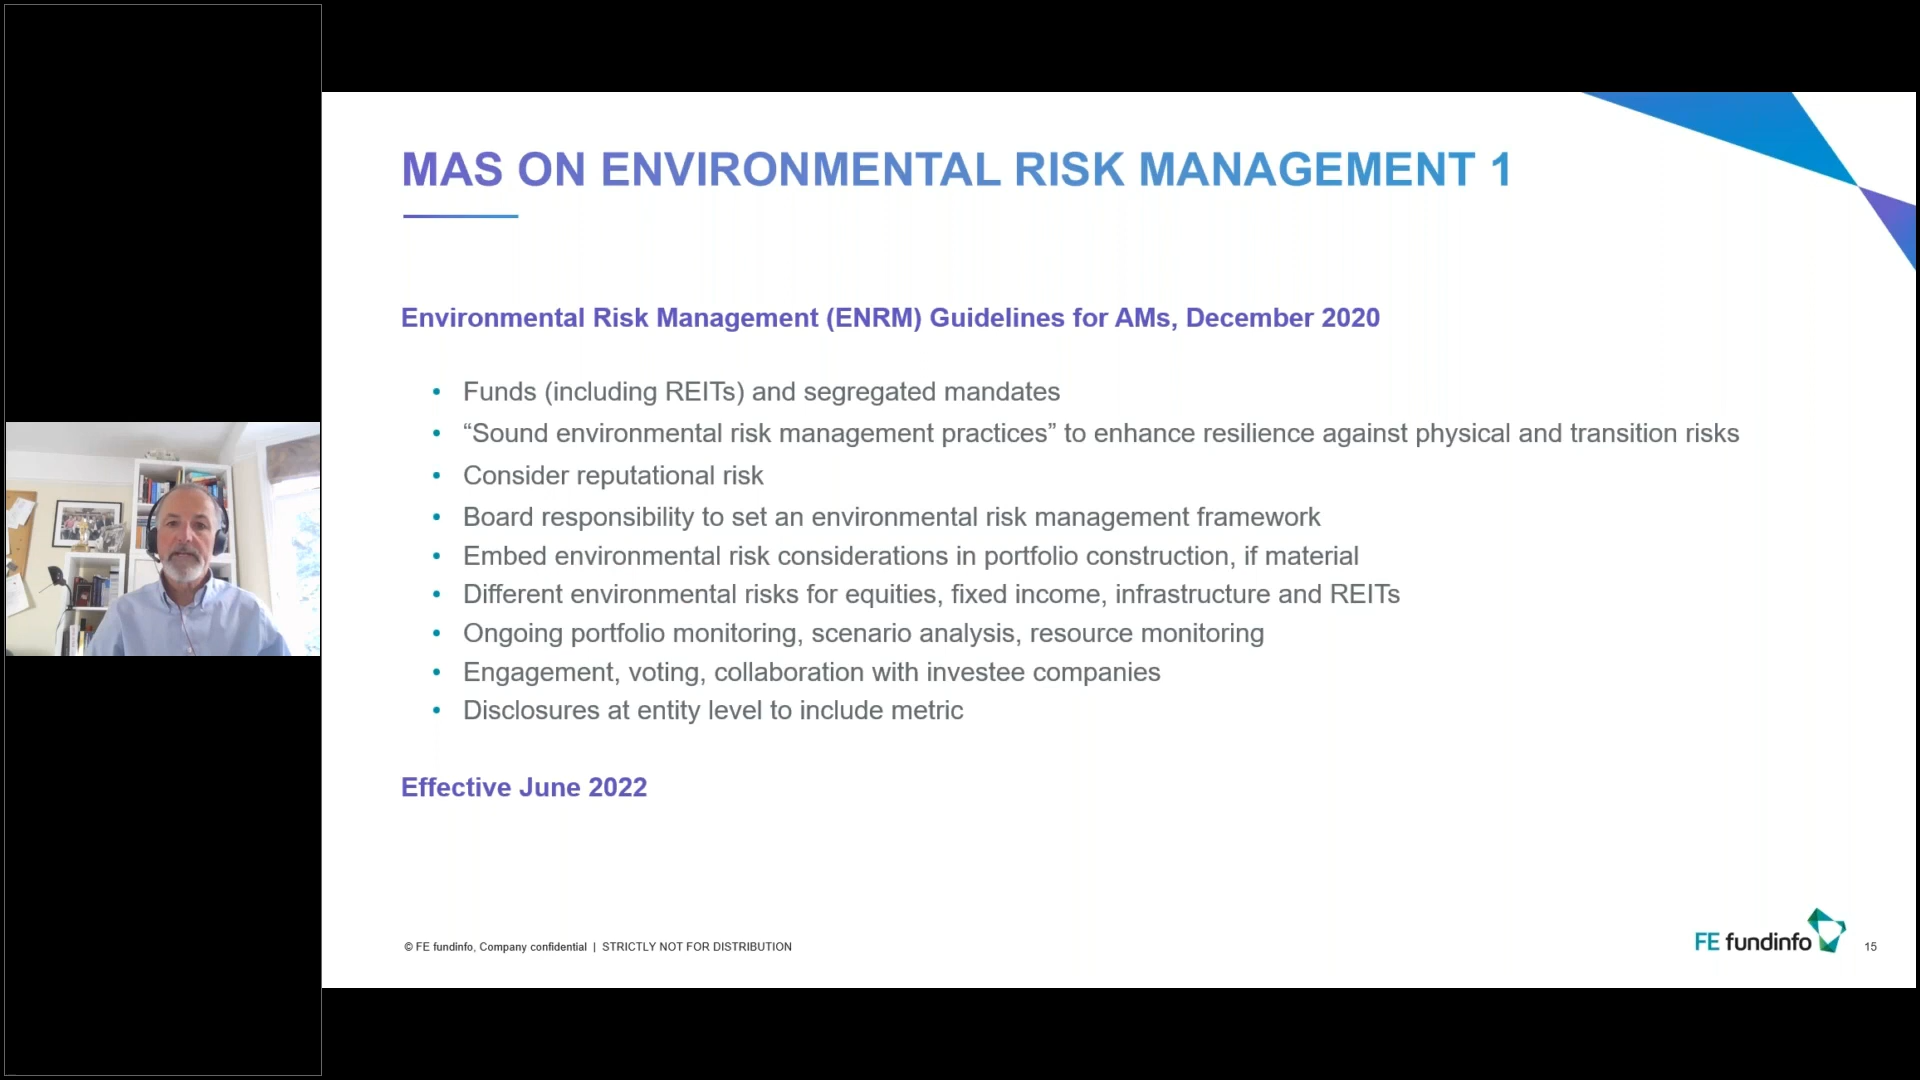 MAS ON ENVIRONMENTAL RISK MANAGEMENT 1
Environmental Risk Management (ENRM) Guidelines for AMs, December 2020
• Funds (including REITs) and segregated mandates
• “Sound environmental risk management practices” to enhance resilience against physical and transition risks
• Consider reputational risk
• Board responsibility to set an environmental risk management framework
• Embed environmental risk considerations in portfolio construction, if material
• Different environmental risks for equities, fixed income, infrastructure and REITs
• Ongoing portfolio monitoring, scenario analysis, resource monitoring
• Engagement, voting, collaboration with investee companies
• Disclosures at entity level to include metric
Effective June 2022
© FE fundinfo, Company confidential | STRICTLY NOT FOR DISTRIBUTION
FE fundinfo
15